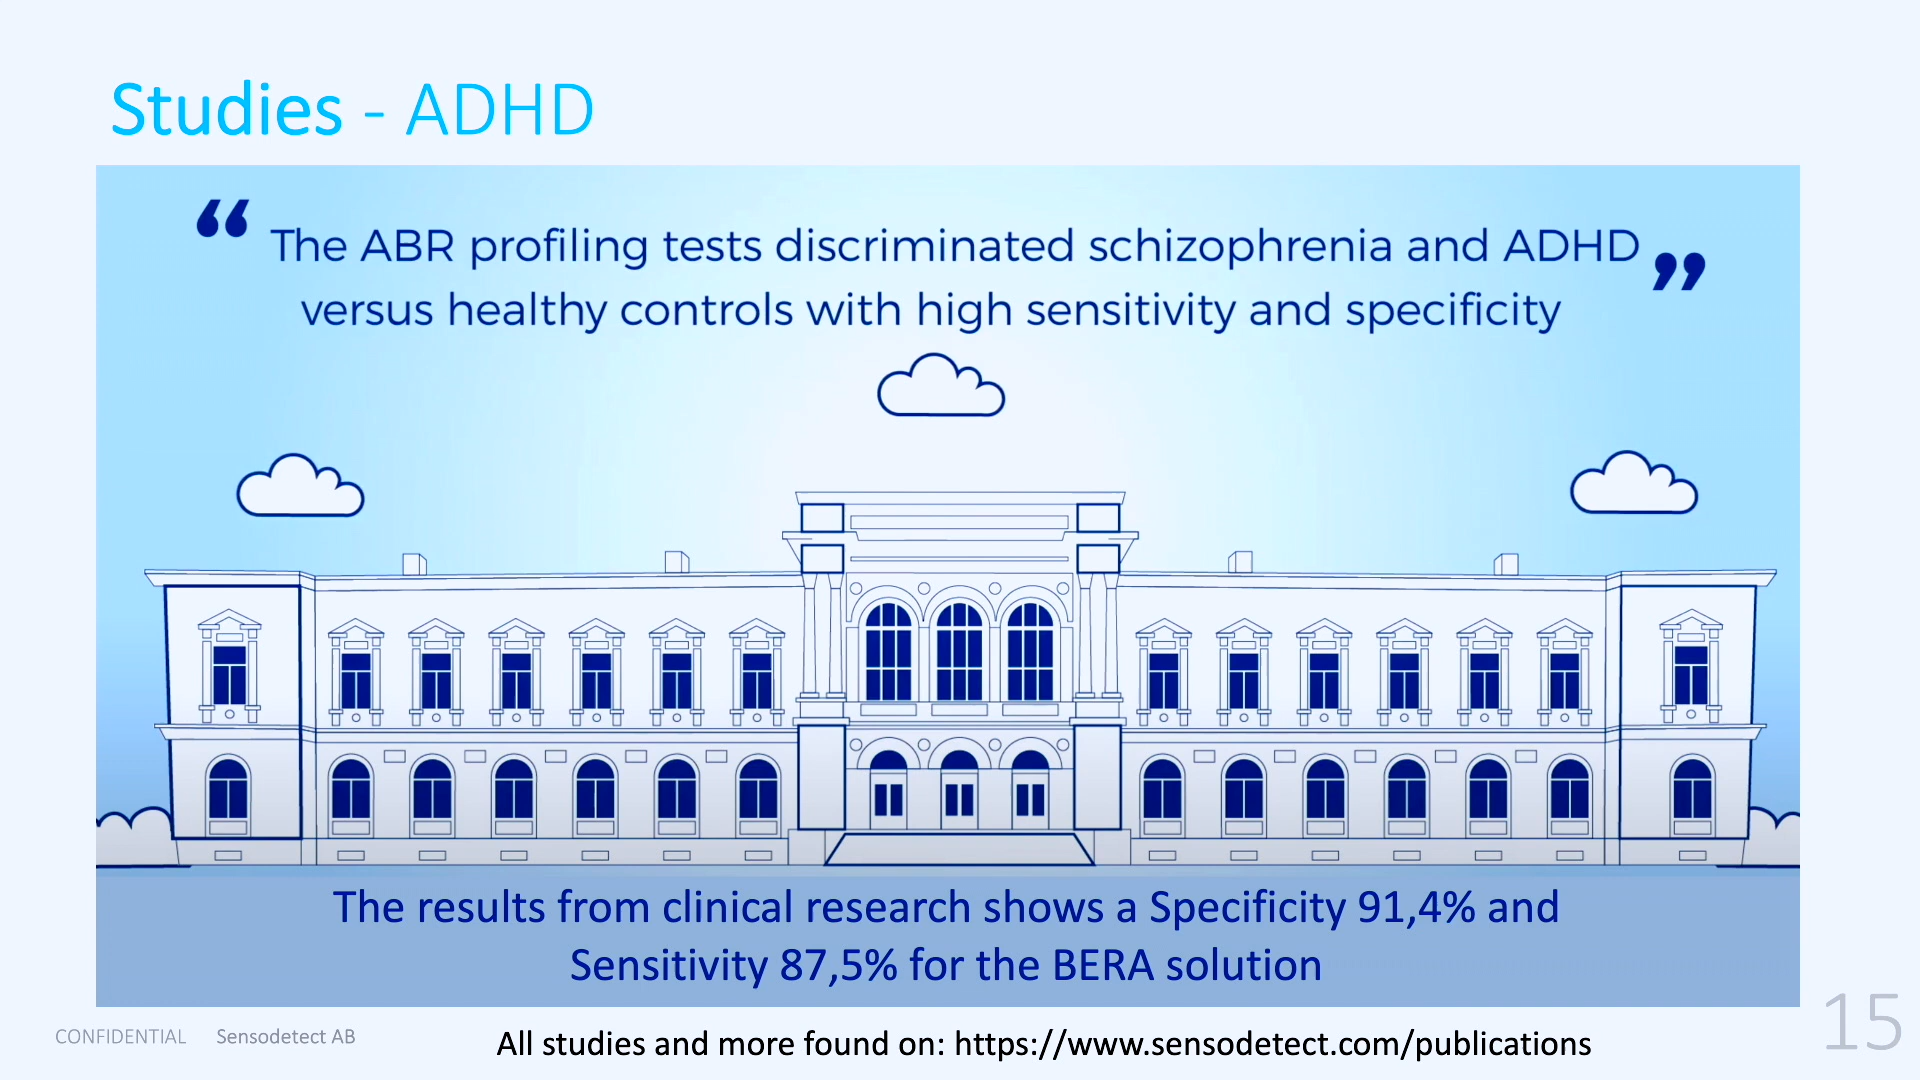 Studies - ADHD
“ The ABR profiling tests discriminated schizophrenia and ADHD ”
versus healthy controls with high sensitivity and specificity
The results from clinical research shows a Specificity 91,4% and
Sensitivity 87,5% for the BERA solution
CONFIDENTIAL Sensodetect AB
All studies and more found on: https://www.sensodetect.com/publications
15